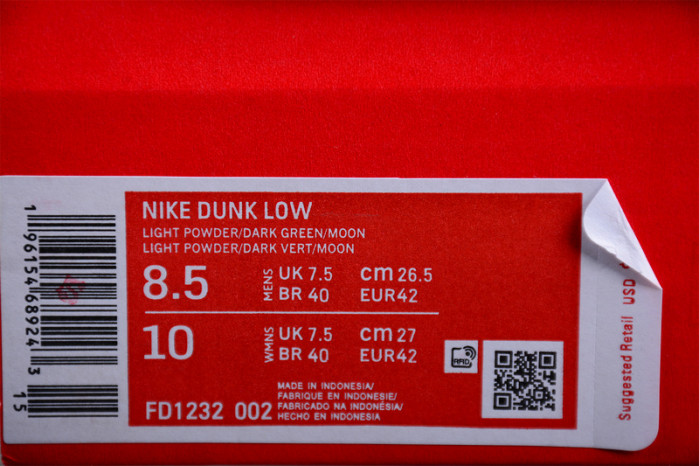 NIKE DUNK LOW
LIGHT POWDER/DARK GREEN/MOON
LIGHT POWDER/DARK VERT/MOON
8.5 MENS UK 7.5 cm 26.5
BR 40 EUR42
10 WMNS UK 7.5 cm 27
BR 40 EUR42
RFID
FD1232 002
MADE IN INDONESIA/
FABRIQUE EN INDONESIE/
FABRICADO NA INDONÉSIA/
HECHO EN INDONESIA
1 96154 68924 3
15
Suggested Retail USD